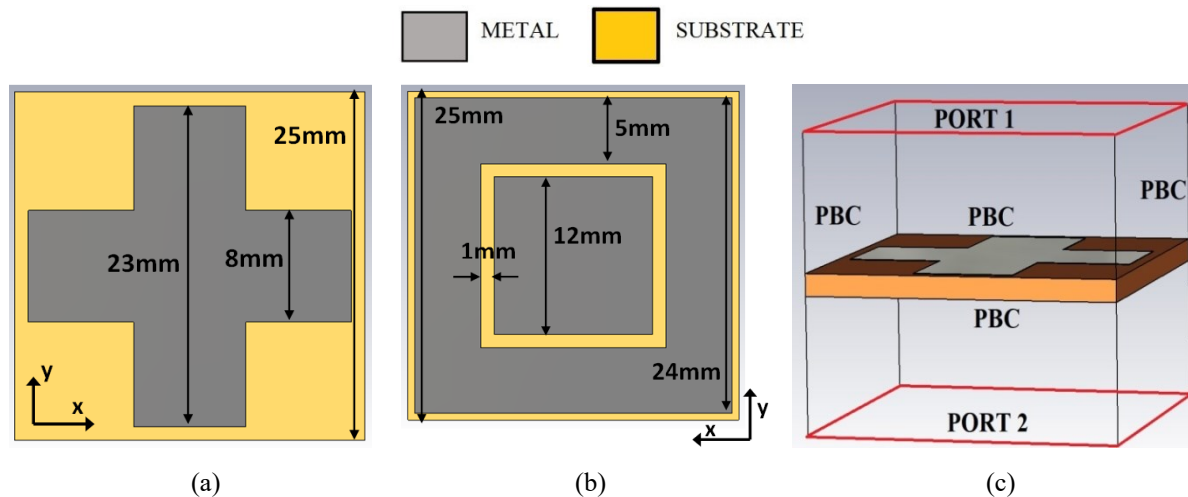 METAL
SUBSTRATE
25mm
23mm
8mm
y
x
25mm
5mm
1mm
12mm
24mm
y
x
PORT 1
PBC
PBC
PBC
PBC
PORT 2
(a)
(b)
(c)